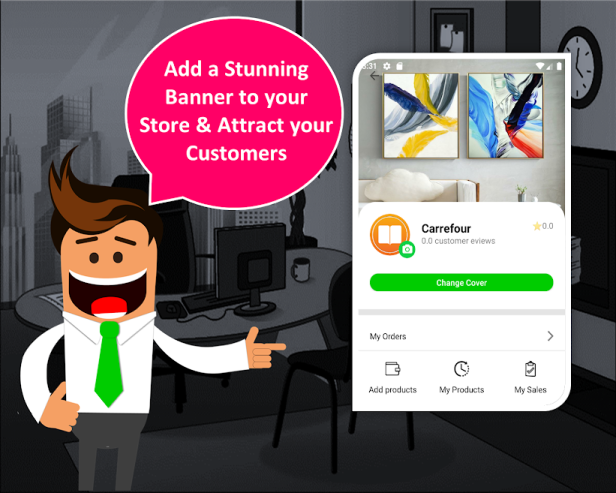 Add a Stunning
Banner to your
Store & Attract your
Customers
5:31
Carrefour
0.0
0.0 customer eviews
Change Cover
My Orders
Add products
My Products
My Sales